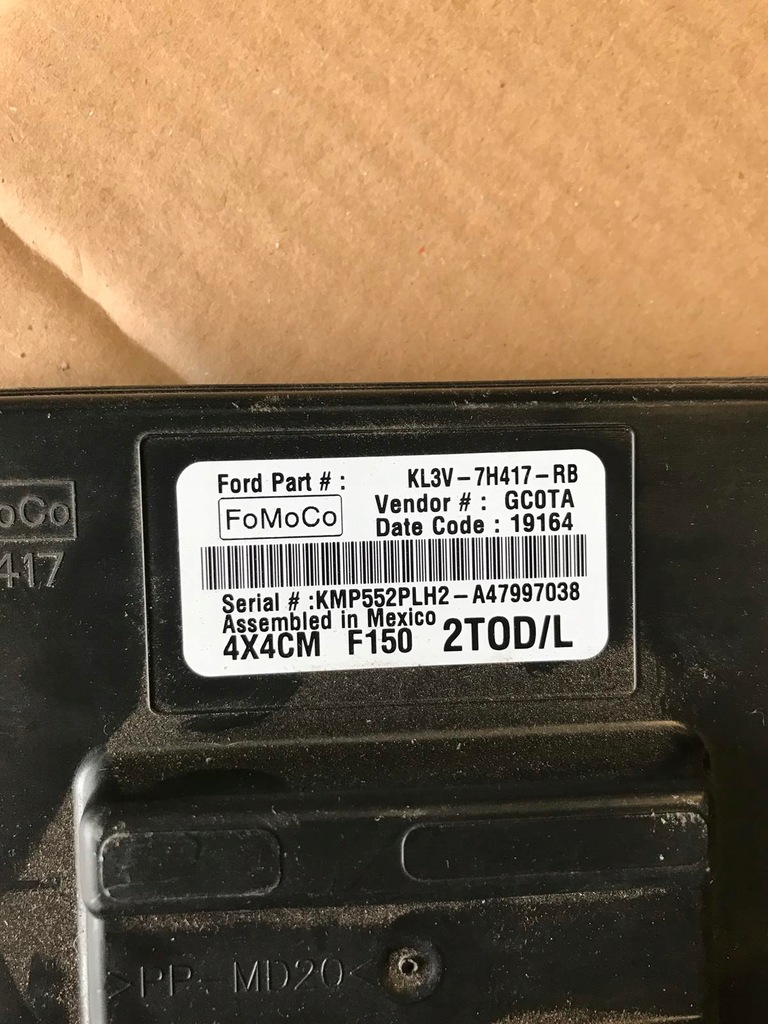 Ford Part # : KL3V-7H417-RB
FoMoCo
Vendor # : GC0TA
Date Code : 19164
Serial # :KMP552PLH2-A47997038
Assembled in Mexico
4X4CM F150 2TOD/L
oCo
417
>PP-MD20<